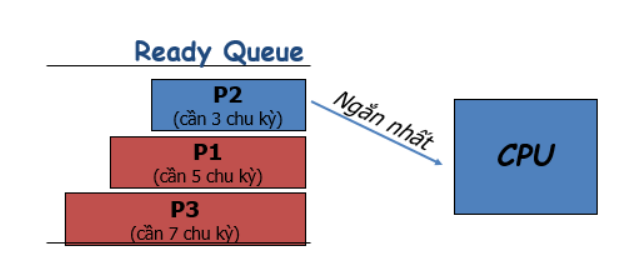 Ready Queue
P2
(cần 3 chu kỳ)
Ngắn nhất
P1
(cần 5 chu kỳ)
CPU
P3
(cần 7 chu kỳ)